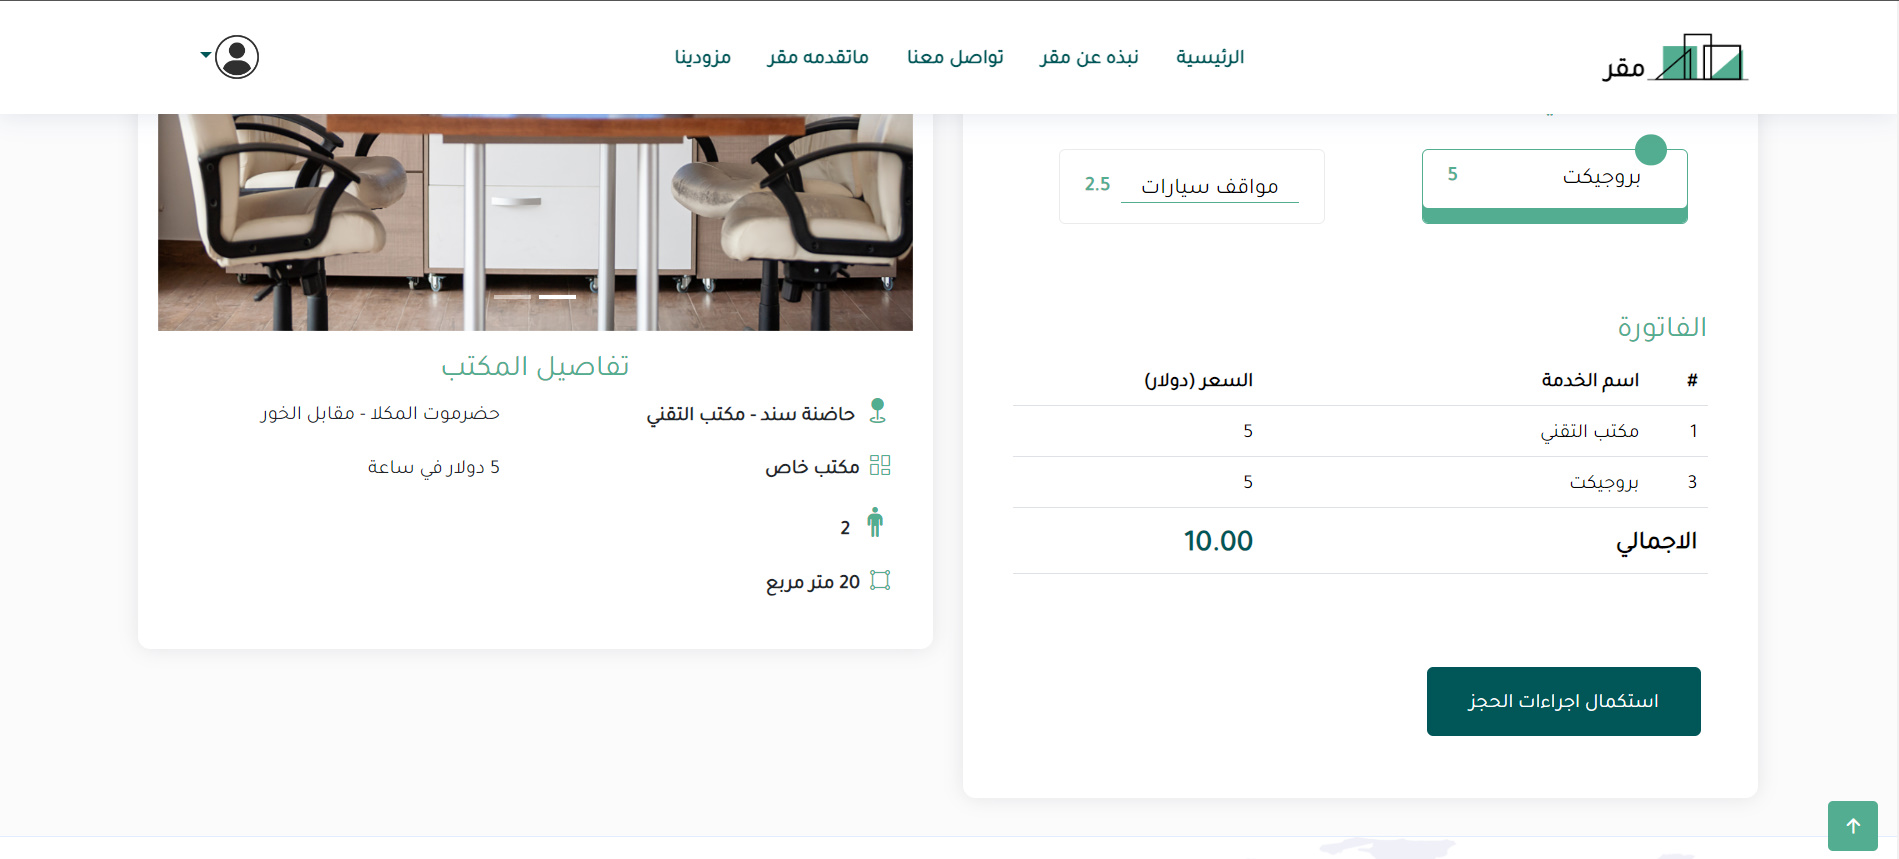 مقر
الرئيسية
نبذه عن مقر
تواصل معنا
ماتقدمه مقر
مزودينا
بروجيكت 5
مواقف سيارات 2.5
الفاتورة
# اسم الخدمة السعر (دولار)
1 مكتب التقني 5
3 بروجيكت 5
الاجمالي 10.00
استكمال اجراءات الحجز
تفاصيل المكتب
حاضنة سند - مكتب التقني
حضرموت المكلا - مقابل الخور
مكتب خاص
5 دولار في ساعة
2
20 متر مربع